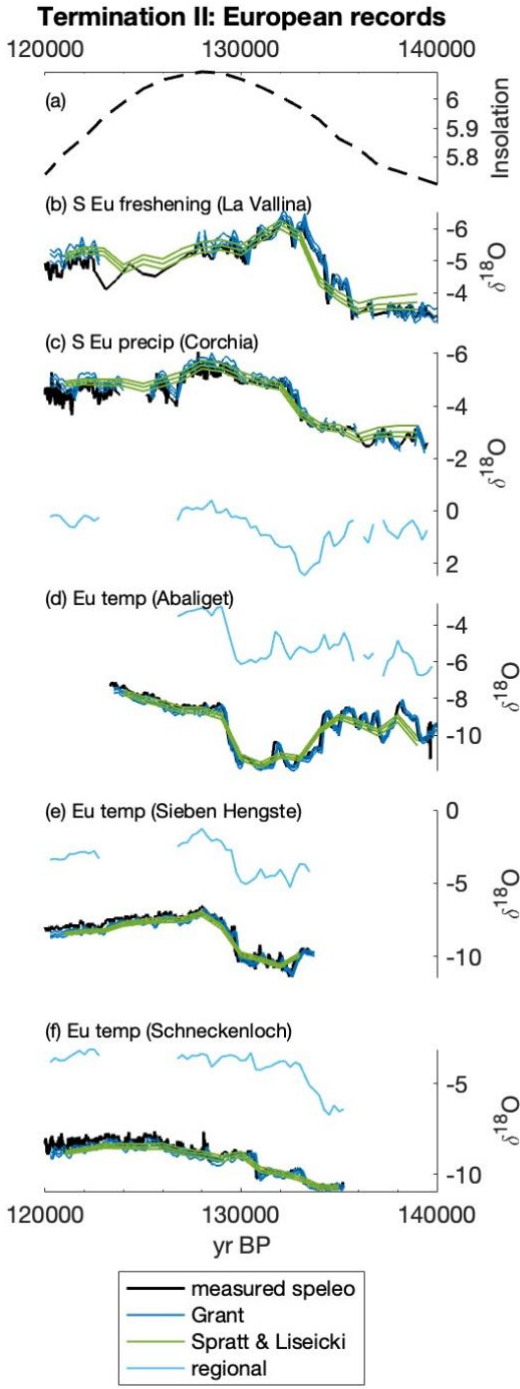 Termination II: European records
120000 130000 140000
(a)
6
5.9
5.8
Insolation
(b) S Eu freshening (La Vallina)
-6
-5
-4
δ18O
(c) S Eu precip (Corchia)
-6
-4
-2
0
2
δ18O
(d) Eu temp (Abaliget)
-4
-6
-8
-10
δ18O
(e) Eu temp (Sieben Hengste)
0
-5
-10
δ18O
(f) Eu temp (Schneckenloch)
-5
-10
δ18O
120000 130000 140000
yr BP
measured speleo
Grant
Spratt & Liseicki
regional